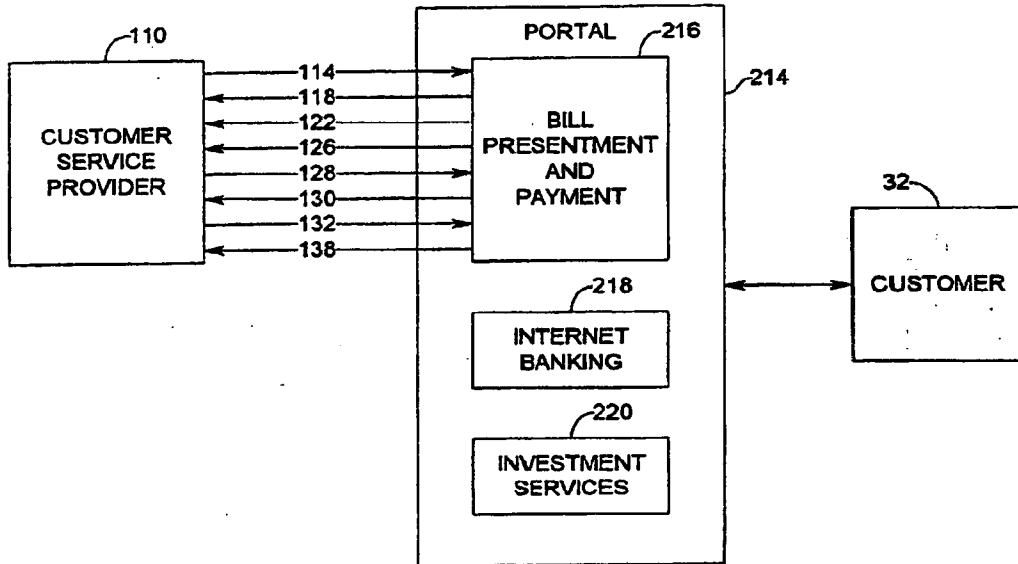 110
CUSTOMER
SERVICE
PROVIDER
114
118
122
126
128
130
132
138
PORTAL
216
BILL
PRESENTMENT
AND
PAYMENT
214
218
INTERNET
BANKING
220
INVESTMENT
SERVICES
32
CUSTOMER